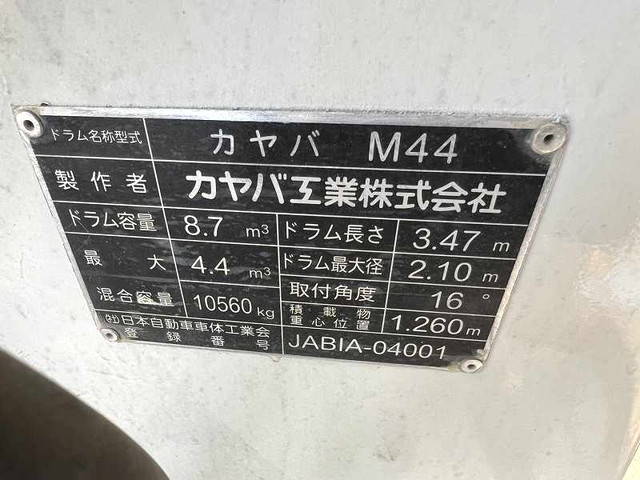 ドラム名称型式 カヤバ M44
製作者 カヤバ工業株式会社
ドラム容量 8.7 m³ ドラム長さ 3.47 m
最大 4.4 m³ ドラム最大径 2.10 m
混合容量 10560 kg 取付角度 16°
積載物
重心位置 1.260 m
(社)日本自動車車体工業会
登録番号 JABIA-04001